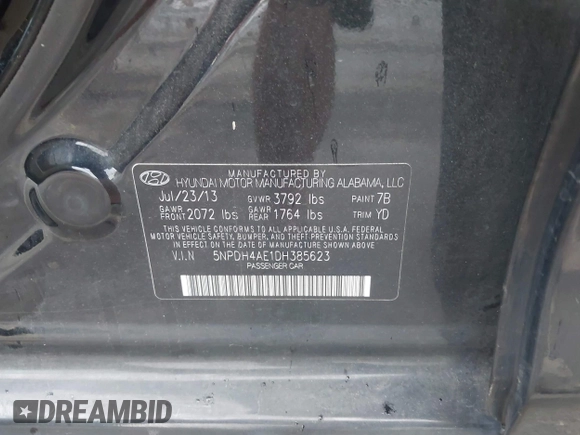 MANUFACTURED BY
HYUNDAI MOTOR MANUFACTURING ALABAMA, LLC
Jul/23/13 GVWR 3792 lbs PAINT 7B
GAWR FRONT 2072 lbs GAWR REAR 1764 lbs TRIM YD
THIS VEHICLE CONFORMS TO ALL APPLICABLE U.S.A FEDERAL
MOTOR VEHICLE SAFETY, BUMPER, AND THEFT PREVENTION STANDARDS
IN EFFECT ON THE DATE OF MANUFACTURE SHOWN ABOVE.
V.I.N 5NPDH4AE1DH385623
PASSENGER CAR
DREAMBID